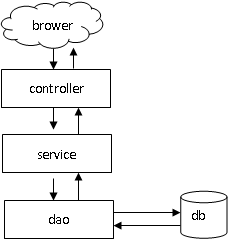 brower
controller
service
dao
db